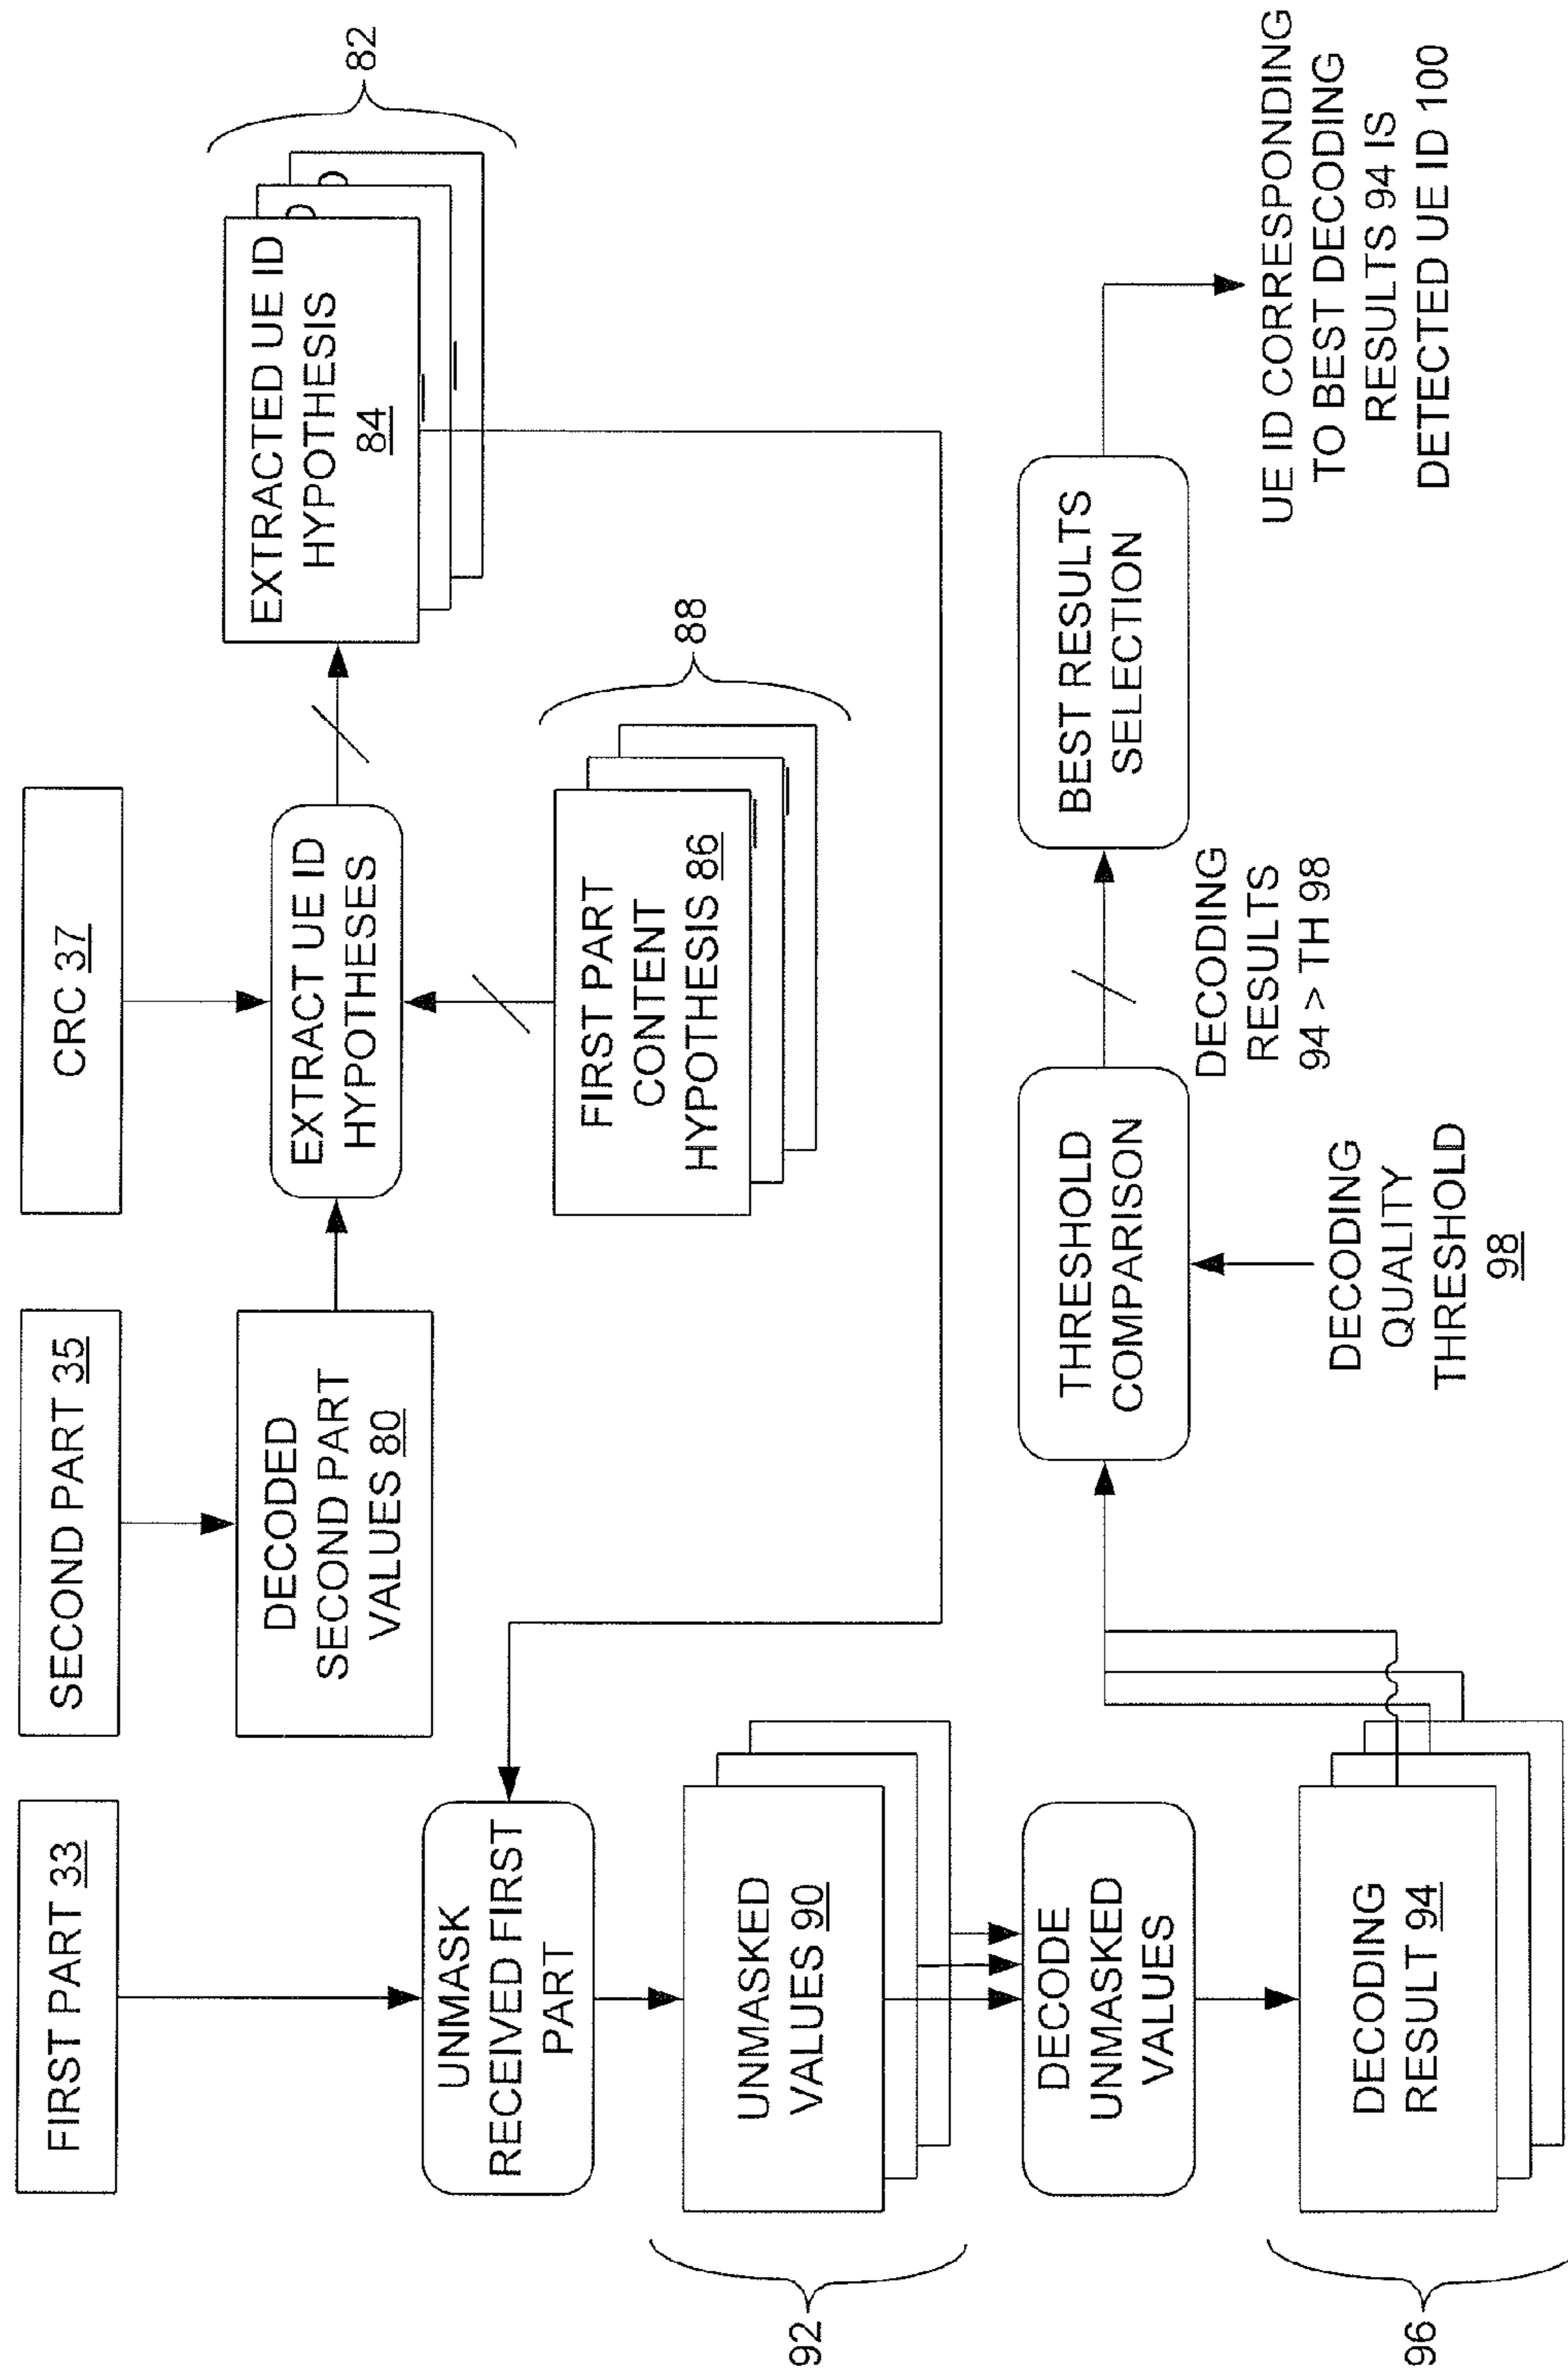 FIRST PART 33
SECOND PART 35
CRC 37
UNMASK
RECEIVED FIRST
PART
DECODED
SECOND PART
VALUES 80
EXTRACT UE ID
HYPOTHESES
EXTRACTED UE ID
HYPOTHESIS
84
82
FIRST PART
CONTENT
HYPOTHESIS 86
88
UNMASKED
VALUES 90
92
DECODE
UNMASKED
VALUES
DECODING
RESULT 94
96
THRESHOLD
COMPARISON
DECODING
QUALITY
THRESHOLD
98
DECODING
RESULTS
94 > TH 98
BEST RESULTS
SELECTION
UE ID CORRESPONDING
TO BEST DECODING
RESULTS 94 IS
DETECTED UE ID 100